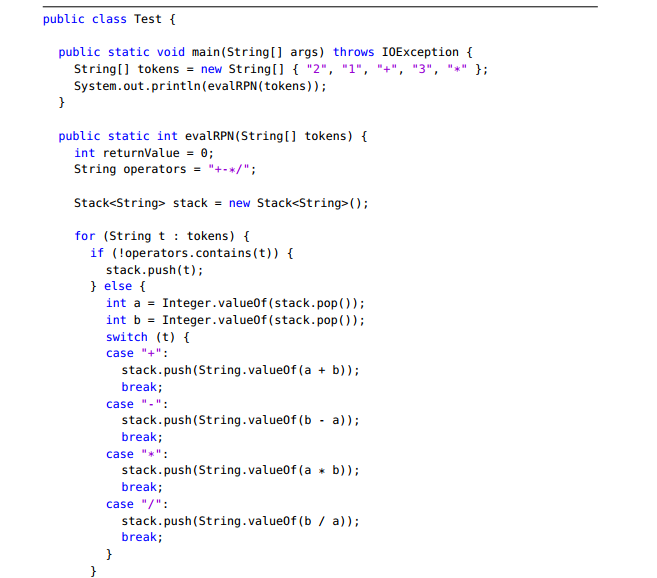 public class Test {
public static void main(String[] args) throws IOException {
String[] tokens = new String[] { "2", "1", "+", "3", "*" };
System.out.println(evalRPN(tokens));
}
public static int evalRPN(String[] tokens) {
int returnValue = 0;
String operators = "+-*/";
Stack<String> stack = new Stack<String>();
for (String t : tokens) {
if (!operators.contains(t)) {
stack.push(t);
} else {
int a = Integer.valueOf(stack.pop());
int b = Integer.valueOf(stack.pop());
switch (t) {
case "+":
stack.push(String.valueOf(a + b));
break;
case "-":
stack.push(String.valueOf(b - a));
break;
case "*":
stack.push(String.valueOf(a * b));
break;
case "/":
stack.push(String.valueOf(b / a));
break;
}
}